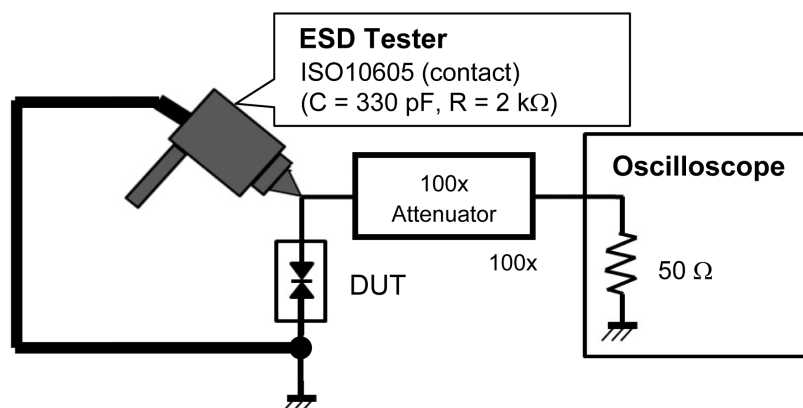 ESD Tester
ISO10605 (contact)
(C = 330 pF, R = 2 kΩ)
100x
Attenuator
100x
Oscilloscope
50 Ω
DUT